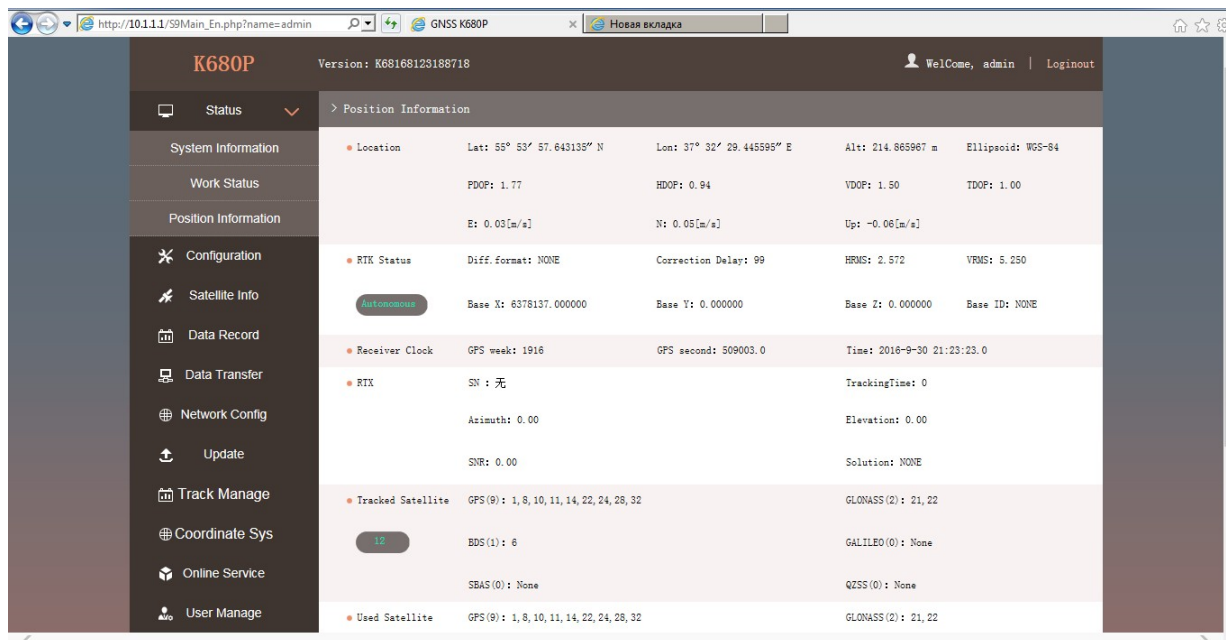 http://10.1.1.1/S9Main_En.php?name=admin GNSS K680P Новая вкладка
K680P Version: K68168123188718 WelCome, admin | Loginout
Status > Position Information
System Information
Work Status
Position Information
Configuration
Satellite Info
Data Record
Data Transfer
Network Config
Update
Track Manage
Coordinate Sys
Online Service
User Manage
Location Lat: 55° 53′ 57.643135″ N Lon: 37° 32′ 29.445595″ E Alt: 214.865967 m Ellipsoid: WGS-84
PDOP: 1.77 HDOP: 0.94 VDOP: 1.50 TDOP: 1.00
E: 0.03[m/s] N: 0.05[m/s] Up: -0.06[m/s]
RTK Status Diff.format: NONE Correction Delay: 99 HRMS: 2.572 VRMS: 5.250
Autonomous Base X: 6378137.000000 Base Y: 0.000000 Base Z: 0.000000 Base ID: NONE
Receiver Clock GPS week: 1916 GPS second: 509003.0 Time: 2016-9-30 21:23:23.0
RTX SN : 无 TrackingTime: 0
Azimuth: 0.00 Elevation: 0.00
SNR: 0.00 Solution: NONE
Tracked Satellite GPS(9): 1, 8, 10, 11, 14, 22, 24, 28, 32 GLONASS(2): 21, 22
12 BDS(1): 6 GALILEO(0): None
SBAS(0): None QZSS(0): None
Used Satellite GPS(9): 1, 8, 10, 11, 14, 22, 24, 28, 32 GLONASS(2): 21, 22